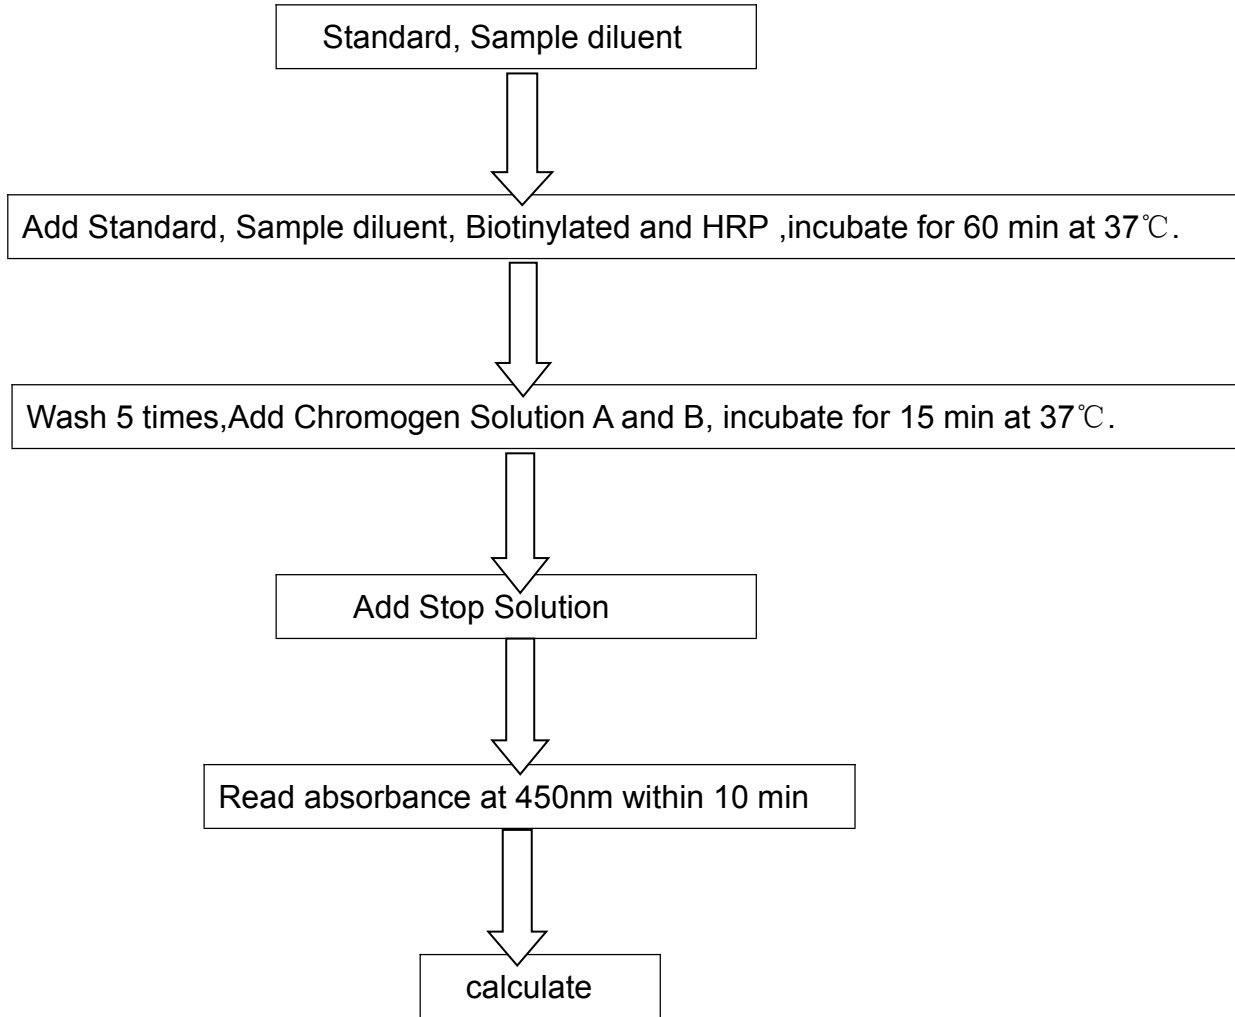 Standard, Sample diluent
Add Standard, Sample diluent, Biotinylated and HRP ,incubate for 60 min at 37℃.
Wash 5 times,Add Chromogen Solution A and B, incubate for 15 min at 37℃.
Add Stop Solution
Read absorbance at 450nm within 10 min
calculate